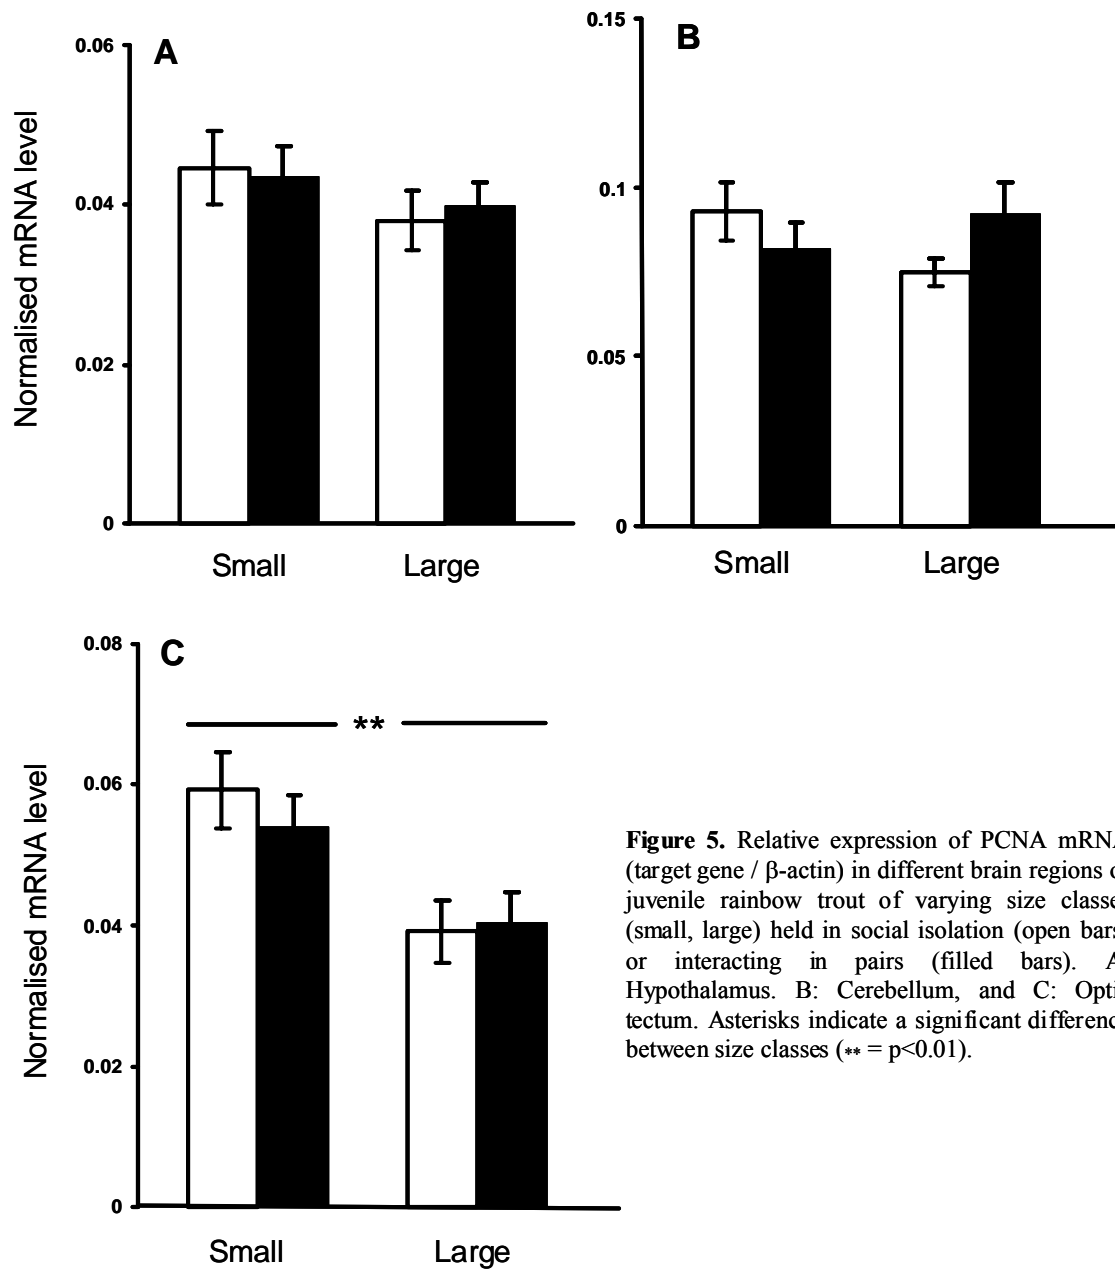 0.06
A
0.04
0.02
0
Normalised mRNA level
Small Large
0.15
B
0.1
0.05
0
Small Large
0.08
C
**
0.06
0.04
0.02
0
Normalised mRNA level
Small Large
Figure 5. Relative expression of PCNA mRNA
(target gene / β-actin) in different brain regions o
juvenile rainbow trout of varying size classe
(small, large) held in social isolation (open bars
or interacting in pairs (filled bars). A
Hypothalamus. B: Cerebellum, and C: Opti
tectum. Asterisks indicate a significant differenc
between size classes (** = p<0.01).